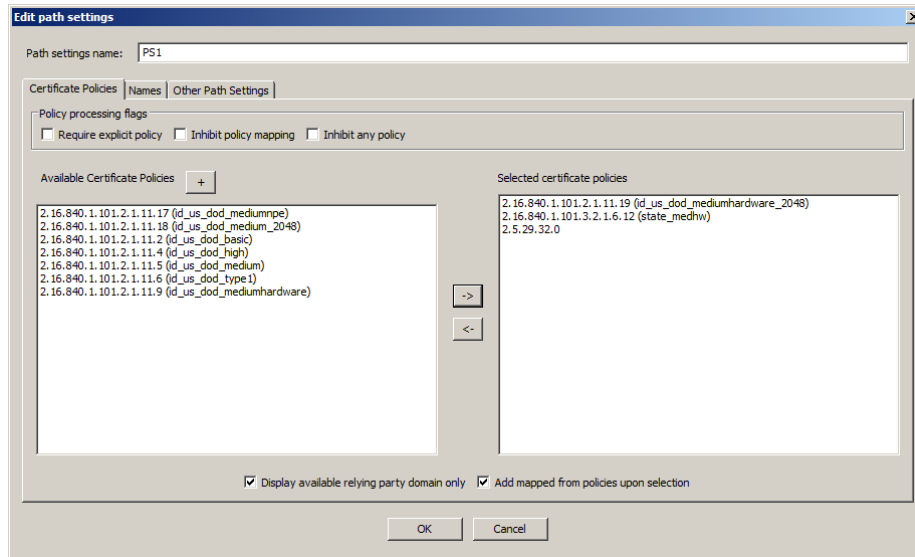 Edit path settings
Path settings name: PS1
Certificate Policies Names Other Path Settings
Policy processing flags
Require explicit policy Inhibit policy mapping Inhibit any policy
Available Certificate Policies +
2.16.840.1.101.2.1.11.17 (id_us_dod_mediumnpe)
2.16.840.1.101.2.1.11.18 (id_us_dod_medium_2048)
2.16.840.1.101.2.1.11.2 (id_us_dod_basic)
2.16.840.1.101.2.1.11.4 (id_us_dod_high)
2.16.840.1.101.2.1.11.5 (id_us_dod_medium)
2.16.840.1.101.2.1.11.6 (id_us_dod_type1)
2.16.840.1.101.2.1.11.9 (id_us_dod_mediumhardware)
->
<-
Selected certificate policies
2.16.840.1.101.2.1.11.19 (id_us_dod_mediumhardware_2048)
2.16.840.1.101.3.2.1.6.12 (state_medhw)
2.5.29.32.0
Display available relying party domain only Add mapped from policies upon selection
OK Cancel